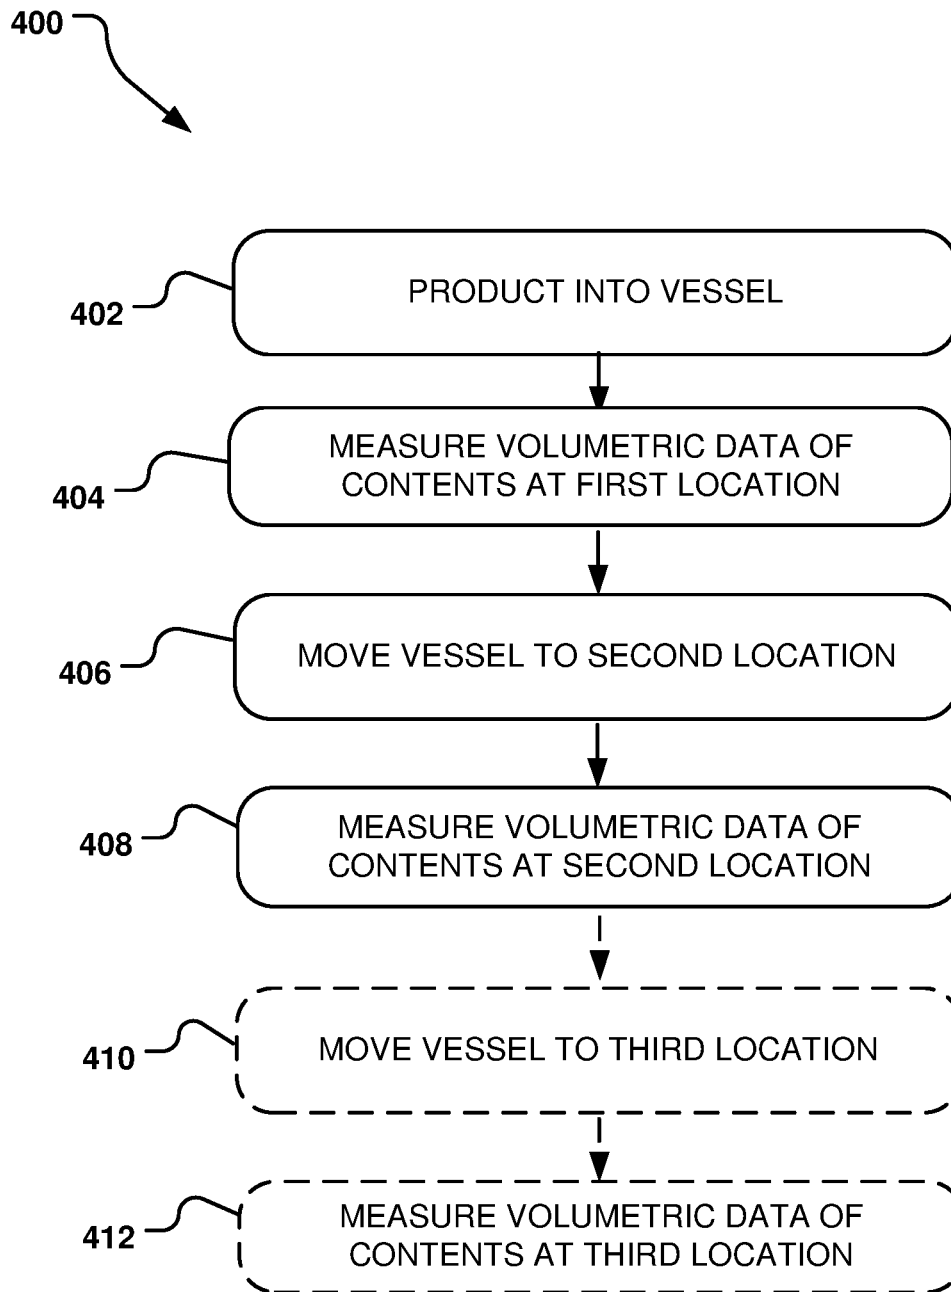 400
402
PRODUCT INTO VESSEL
404
MEASURE VOLUMETRIC DATA OF
CONTENTS AT FIRST LOCATION
406
MOVE VESSEL TO SECOND LOCATION
408
MEASURE VOLUMETRIC DATA OF
CONTENTS AT SECOND LOCATION
410
MOVE VESSEL TO THIRD LOCATION
412
MEASURE VOLUMETRIC DATA OF
CONTENTS AT THIRD LOCATION